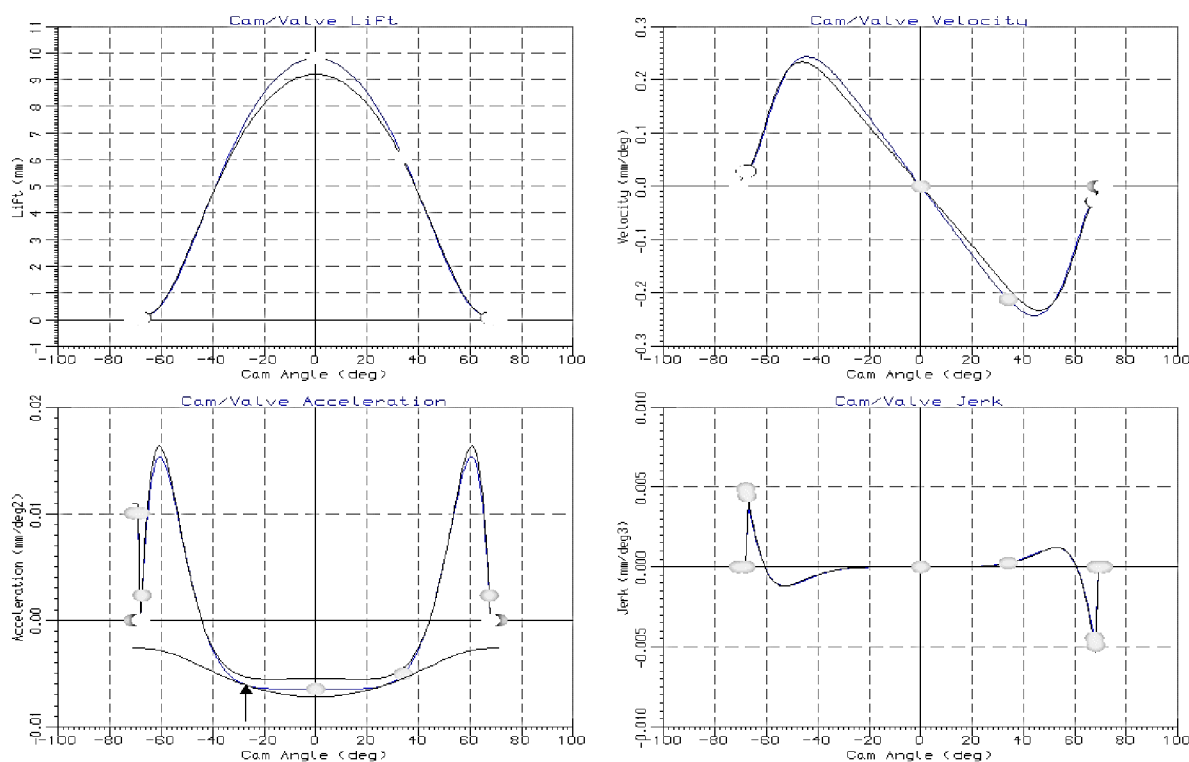 Cam/Valve Lift
Lift (mm)
11
10
9
8
7
6
5
4
3
2
1
0
-1
-100 -80 -60 -40 -20 0 20 40 60 80 100
Cam Angle (deg)
Cam/Valve Velocity
Velocity (mm/deg)
0.3
0.2
0.1
0.0
-0.1
-0.2
-0.3
-100 -80 -60 -40 -20 0 20 40 60 80 100
Cam Angle (deg)
Cam/Valve Acceleration
Acceleration (mm/deg2)
0.02
0.01
0.00
-0.01
-100 -80 -60 -40 -20 0 20 40 60 80 100
Cam Angle (deg)
Cam/Valve Jerk
Jerk (mm/deg3)
0.010
0.005
0.000
-0.005
-0.010
-100 -80 -60 -40 -20 0 20 40 60 80 100
Cam Angle (deg)